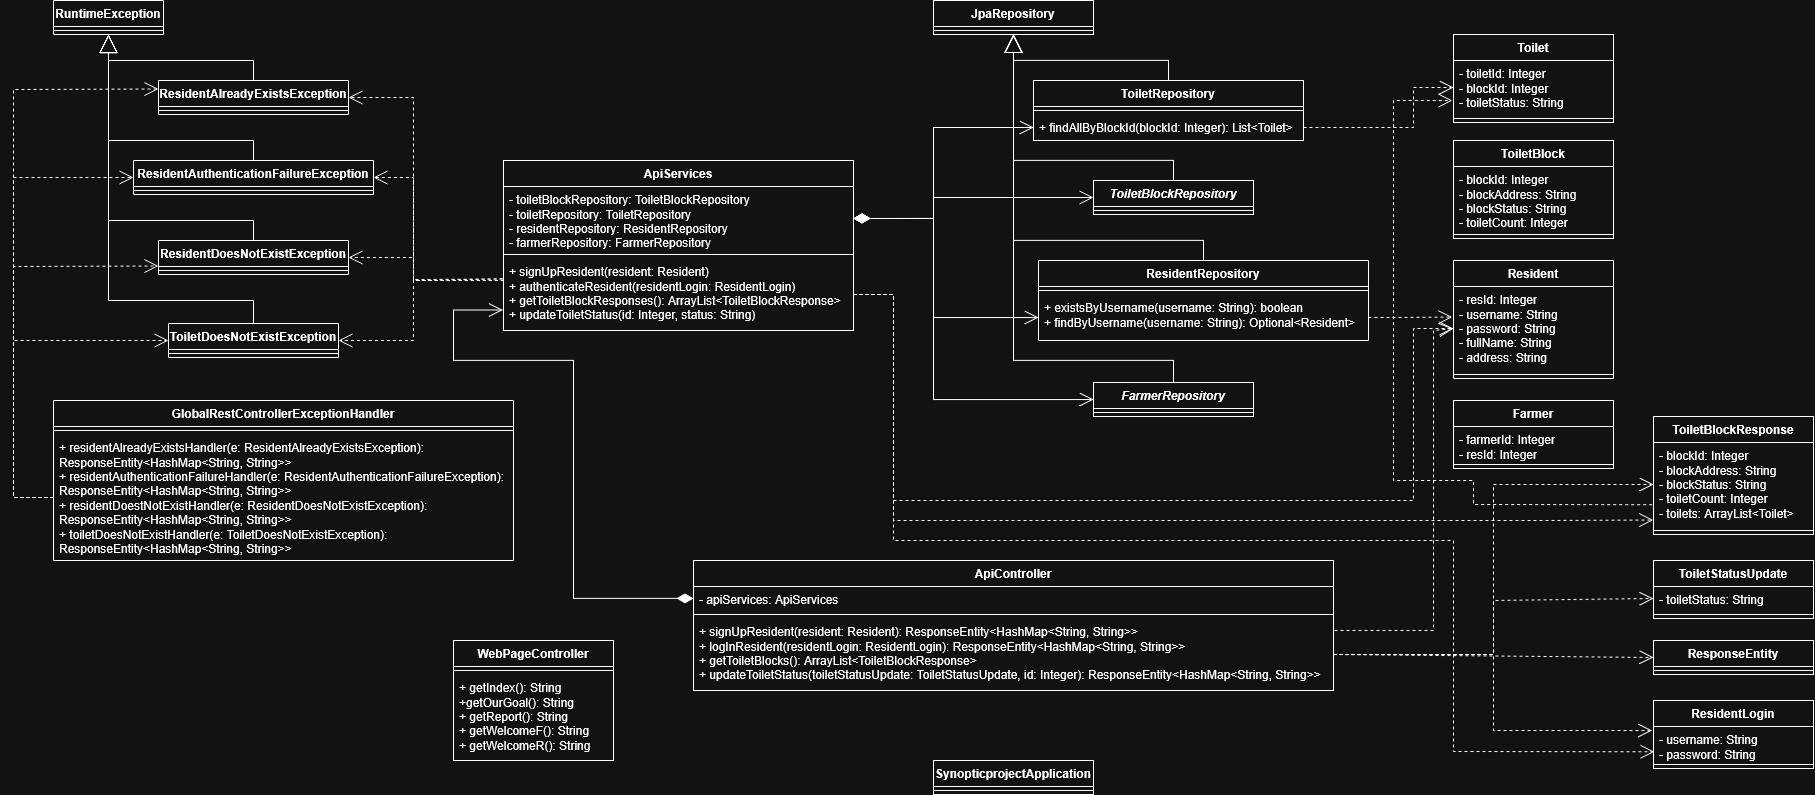 RuntimeException
JpaRepository
Toilet
- toiletId: Integer
- blockId: Integer
- toiletStatus: String
ResidentAlreadyExistsException
ToiletRepository
+ findAllByBlockId(blockId: Integer): List<Toilet>
ToiletBlock
- blockId: Integer
- blockAddress: String
- blockStatus: String
- toiletCount: Integer
ResidentAuthenticationFailureException
ApiServices
- toiletBlockRepository: ToiletBlockRepository
- toiletRepository: ToiletRepository
- residentRepository: ResidentRepository
- farmerRepository: FarmerRepository
+ signUpResident(resident: Resident)
+ authenticateResident(residentLogin: ResidentLogin)
+ getToiletBlockResponses(): ArrayList<ToiletBlockResponse>
+ updateToiletStatus(id: Integer, status: String)
ToiletBlockRepository
ResidentDoesNotExistException
ResidentRepository
+ existsByUsername(username: String): boolean
+ findByUsername(username: String): Optional<Resident>
Resident
- resId: Integer
- username: String
- password: String
- fullName: String
- address: String
ToiletDoesNotExistException
FarmerRepository
GlobalRestControllerExceptionHandler
+ residentAlreadyExistsHandler(e: ResidentAlreadyExistsException):
ResponseEntity<HashMap<String, String>>
+ residentAuthenticationFailureHandler(e: ResidentAuthenticationFailureException):
ResponseEntity<HashMap<String, String>>
+ residentDoestNotExistHandler(e: ResidentDoesNotExistException):
ResponseEntity<HashMap<String, String>>
+ toiletDoesNotExistHandler(e: ToiletDoesNotExistException):
ResponseEntity<HashMap<String, String>>
Farmer
- farmerId: Integer
- resId: Integer
ToiletBlockResponse
- blockId: Integer
- blockAddress: String
- blockStatus: String
- toiletCount: Integer
- toilets: ArrayList<Toilet>
ApiController
- apiServices: ApiServices
+ signUpResident(resident: Resident): ResponseEntity<HashMap<String, String>>
+ logInResident(residentLogin: ResidentLogin): ResponseEntity<HashMap<String, String>>
+ getToiletBlocks(): ArrayList<ToiletBlockResponse>
+ updateToiletStatus(toiletStatusUpdate: ToiletStatusUpdate, id: Integer): ResponseEntity<HashMap<String, String>>
ToiletStatusUpdate
- toiletStatus: String
WebPageController
+ getIndex(): String
+getOurGoal(): String
+ getReport(): String
+ getWelcomeF(): String
+ getWelcomeR(): String
ResponseEntity
ResidentLogin
- username: String
- password: String
SynopticprojectApplication